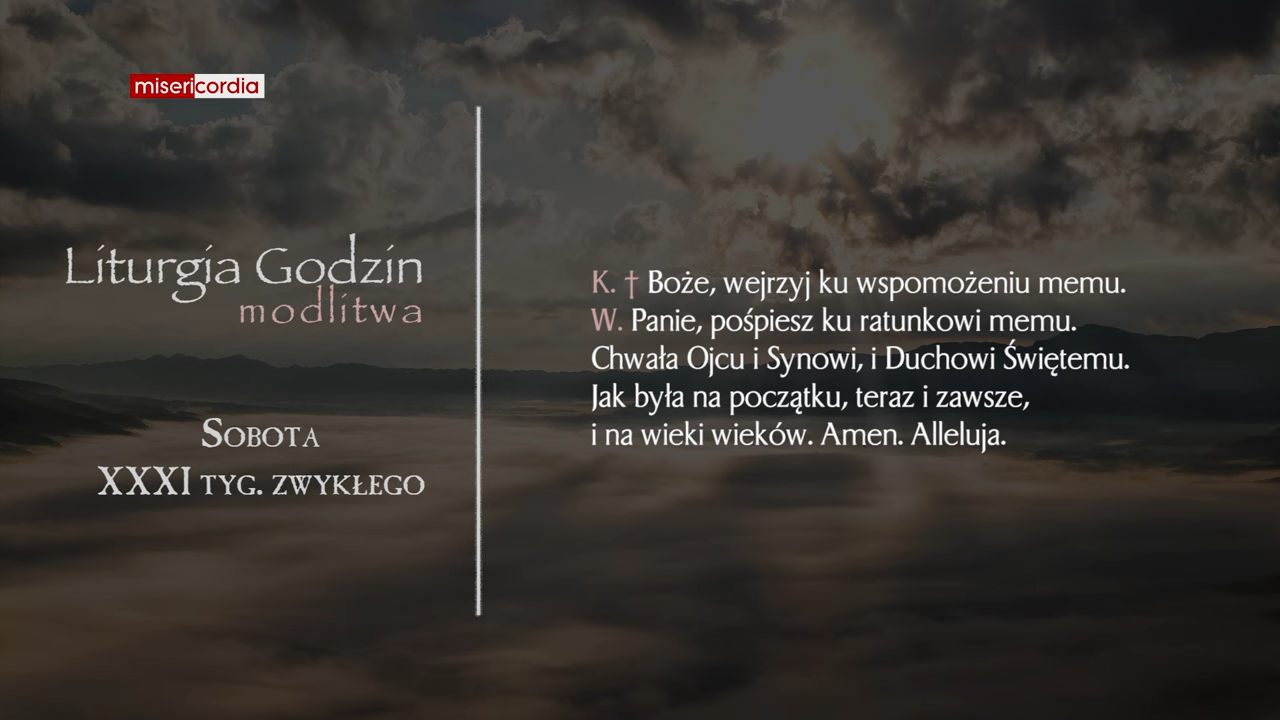 misericordia
Liturgia Godzin
modlitwa
Sobota
XXXI tyg. zwykłego
K. † Boże, wejrzyj ku wspomożeniu memu.
W. Panie, pośpiesz ku ratunkowi memu.
Chwała Ojcu i Synowi, i Duchowi Świętemu.
Jak była na początku, teraz i zawsze,
i na wieki wieków. Amen. Alleluja.